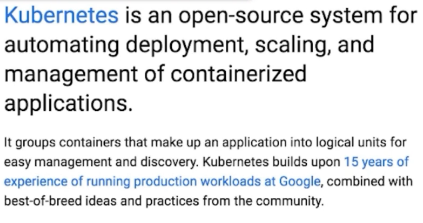 Kubernetes is an open-source system for
automating deployment, scaling, and
management of containerized
applications.
It groups containers that make up an application into logical units for
easy management and discovery. Kubernetes builds upon 15 years of
experience of running production workloads at Google, combined with
best-of-breed ideas and practices from the community.